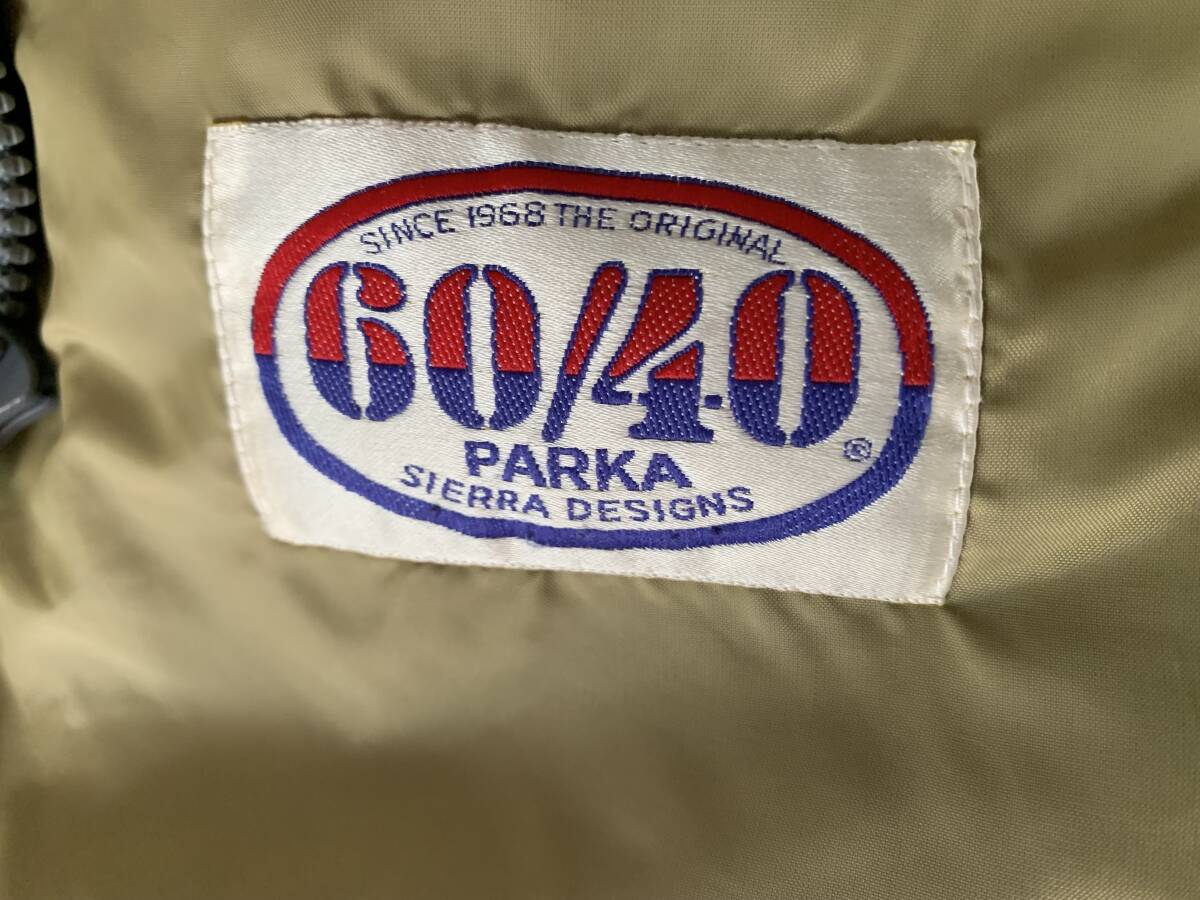 SINCE 1968 THE ORIGINAL
60/40
®
PARKA
SIERRA DESIGNS